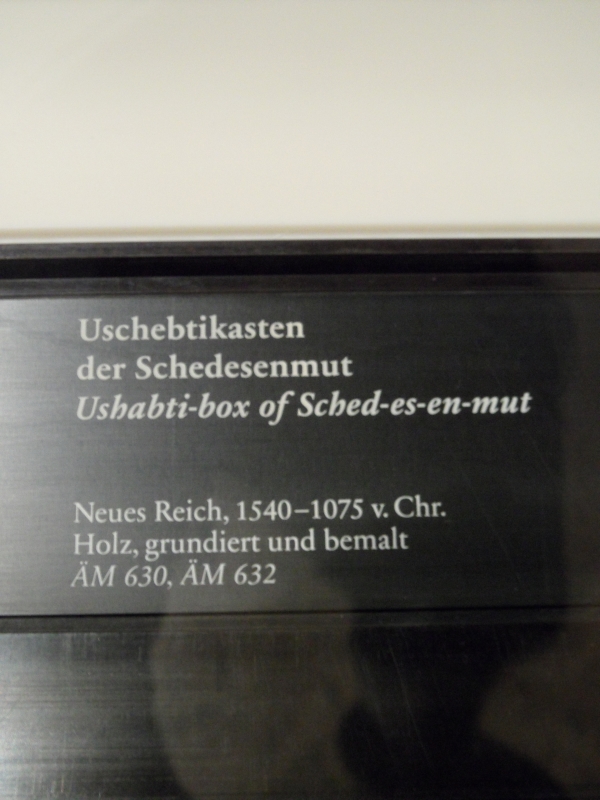 Uschebtikasten
der Schedesenmut
Ushabti-box of Sched-es-en-mut
Neues Reich, 1540–1075 v. Chr.
Holz, grundiert und bemalt
ÄM 630, ÄM 632